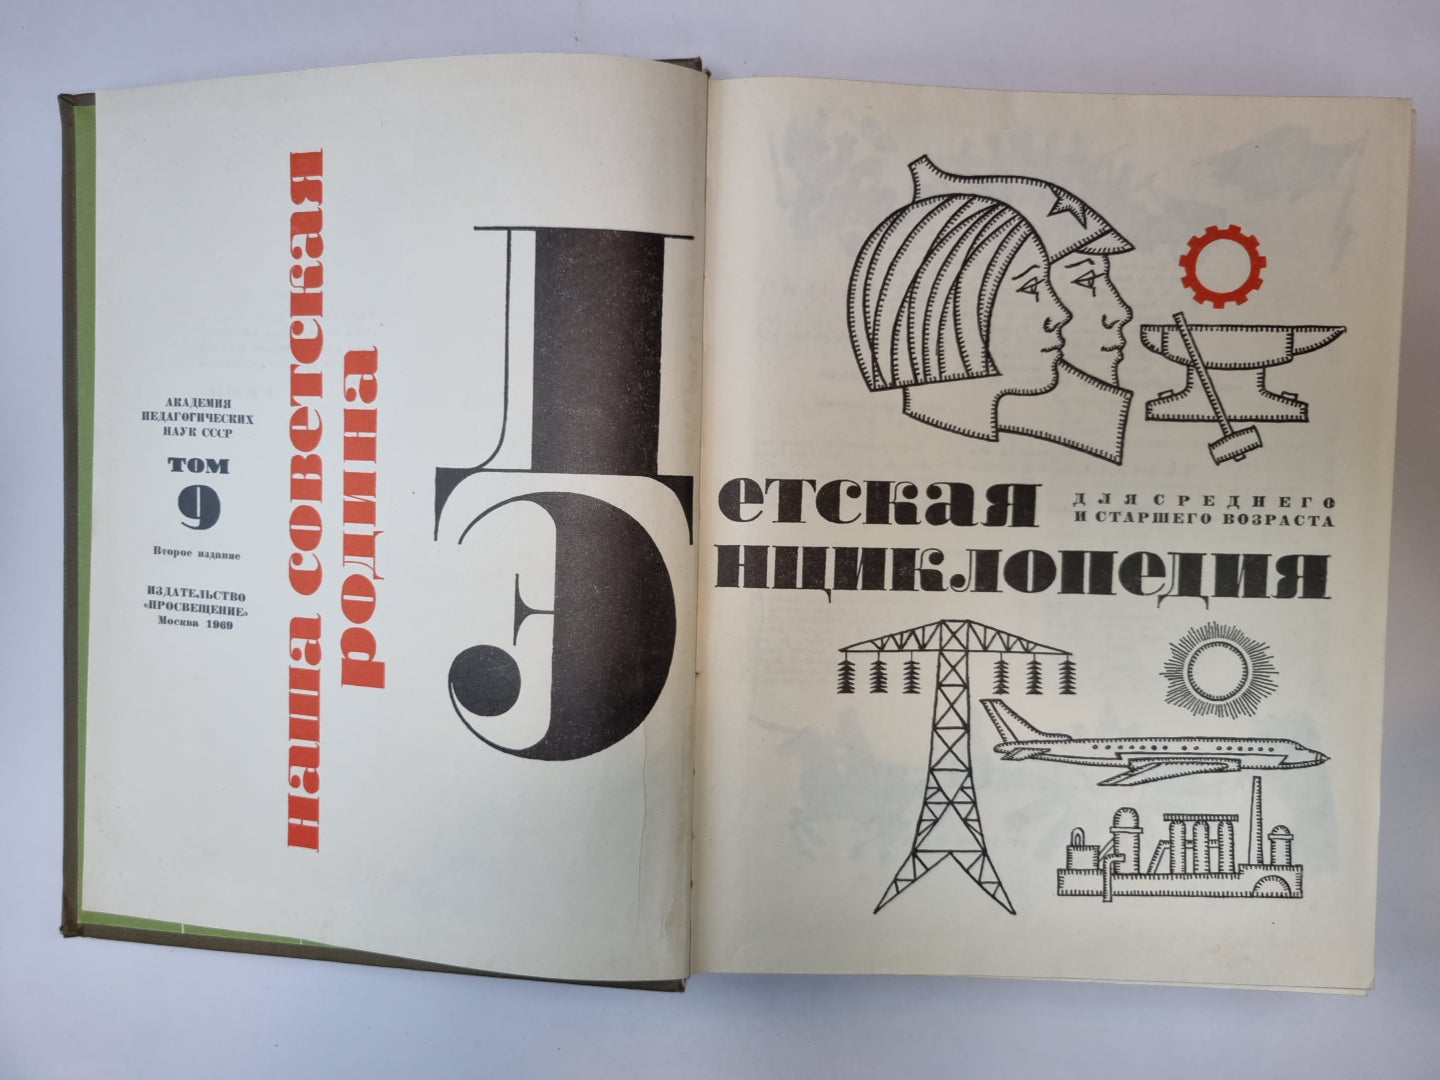 АКАДЕМИЯ
ПЕДАГОГИЧЕСКИХ
НАУК СССР
ТОМ
9
Второе издание
ИЗДАТЕЛЬСТВО
«ПРОСВЕЩЕНИЕ»
Москва 1969
наша советская
родина
Детская
Энциклопедия
ДЛЯ СРЕДНЕГО
И СТАРШЕГО ВОЗРАСТА